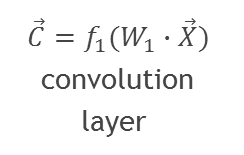 C⃗ = f₁(W₁ · X⃗)
convolution
layer